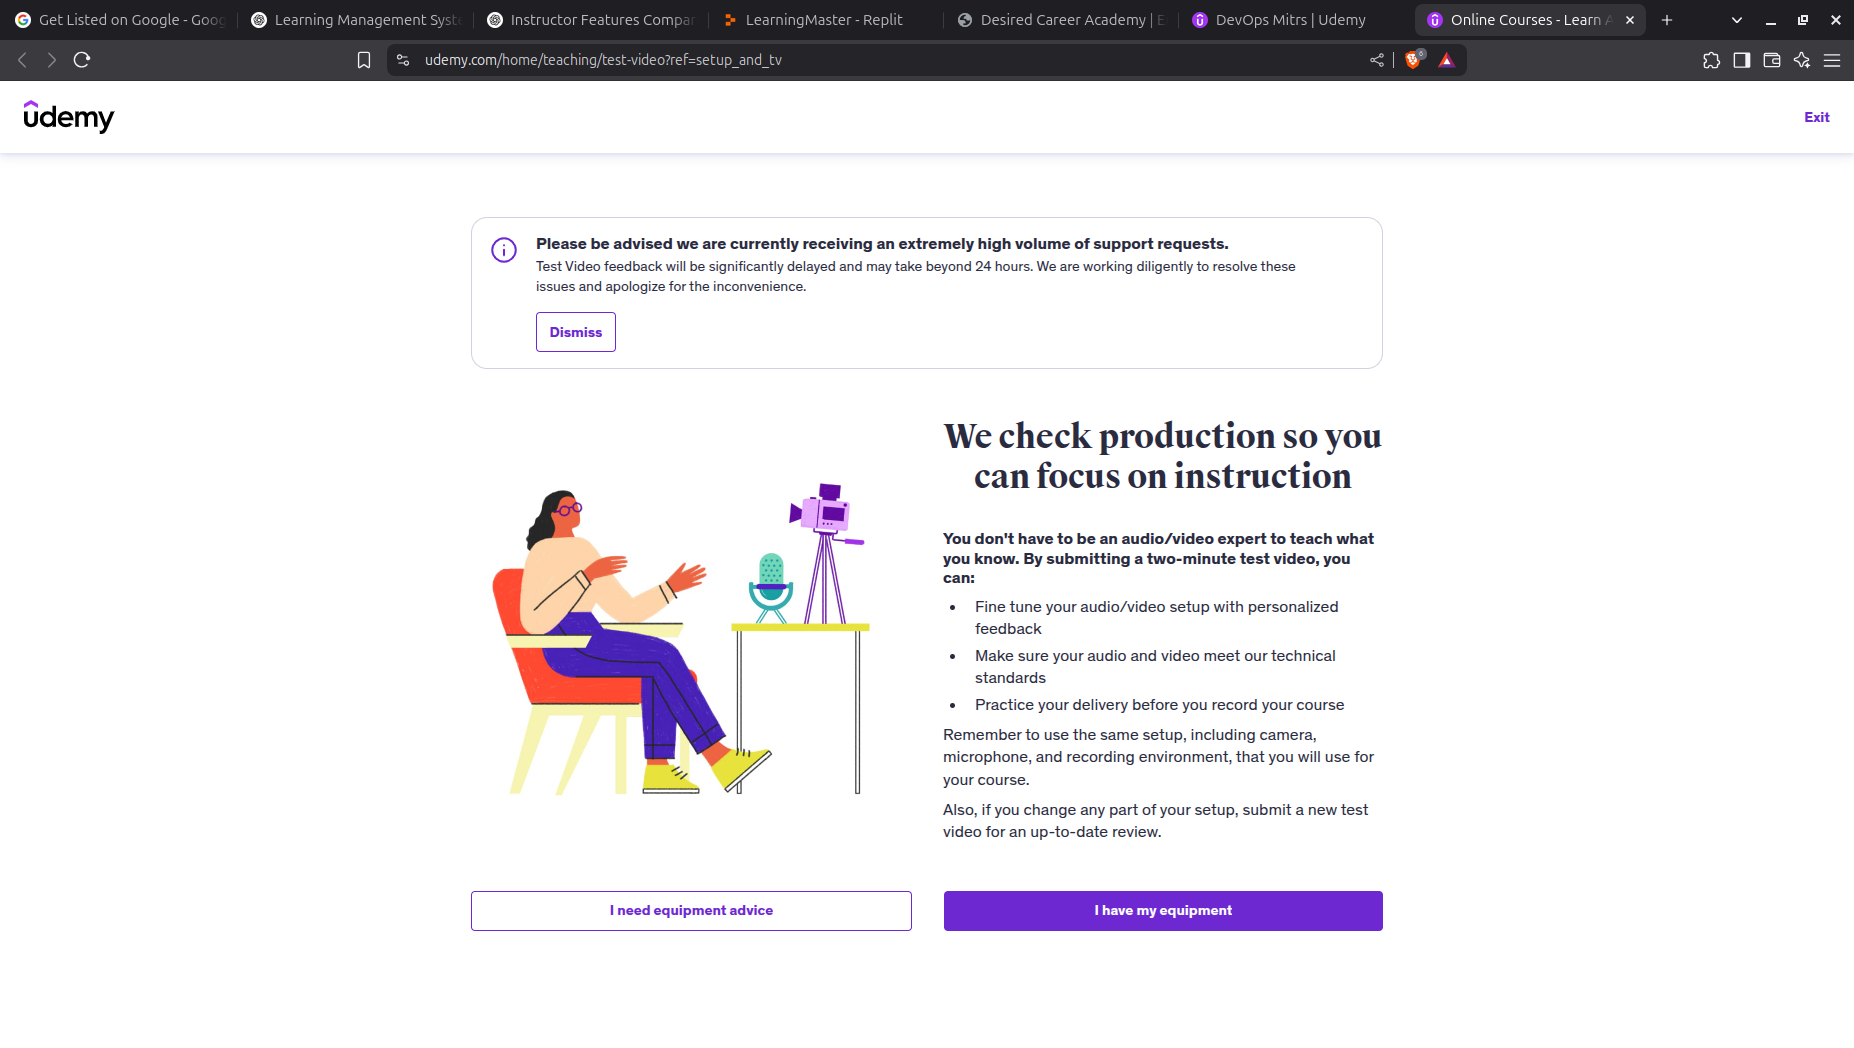 Get Listed on Google - Goog
Learning Management Syste
Instructor Features Compar
LearningMaster - Replit
Desired Career Academy | E
DevOps Mitrs | Udemy
Online Courses - Learn A
udemy.com/home/teaching/test-video?ref=setup_and_tv
6
udemy
Exit
Please be advised we are currently receiving an extremely high volume of support requests.
Test Video feedback will be significantly delayed and may take beyond 24 hours. We are working diligently to resolve these
issues and apologize for the inconvenience.
Dismiss
We check production so you
can focus on instruction
You don't have to be an audio/video expert to teach what
you know. By submitting a two-minute test video, you
can:
• Fine tune your audio/video setup with personalized
feedback
• Make sure your audio and video meet our technical
standards
• Practice your delivery before you record your course
Remember to use the same setup, including camera,
microphone, and recording environment, that you will use for
your course.
Also, if you change any part of your setup, submit a new test
video for an up-to-date review.
I need equipment advice
I have my equipment